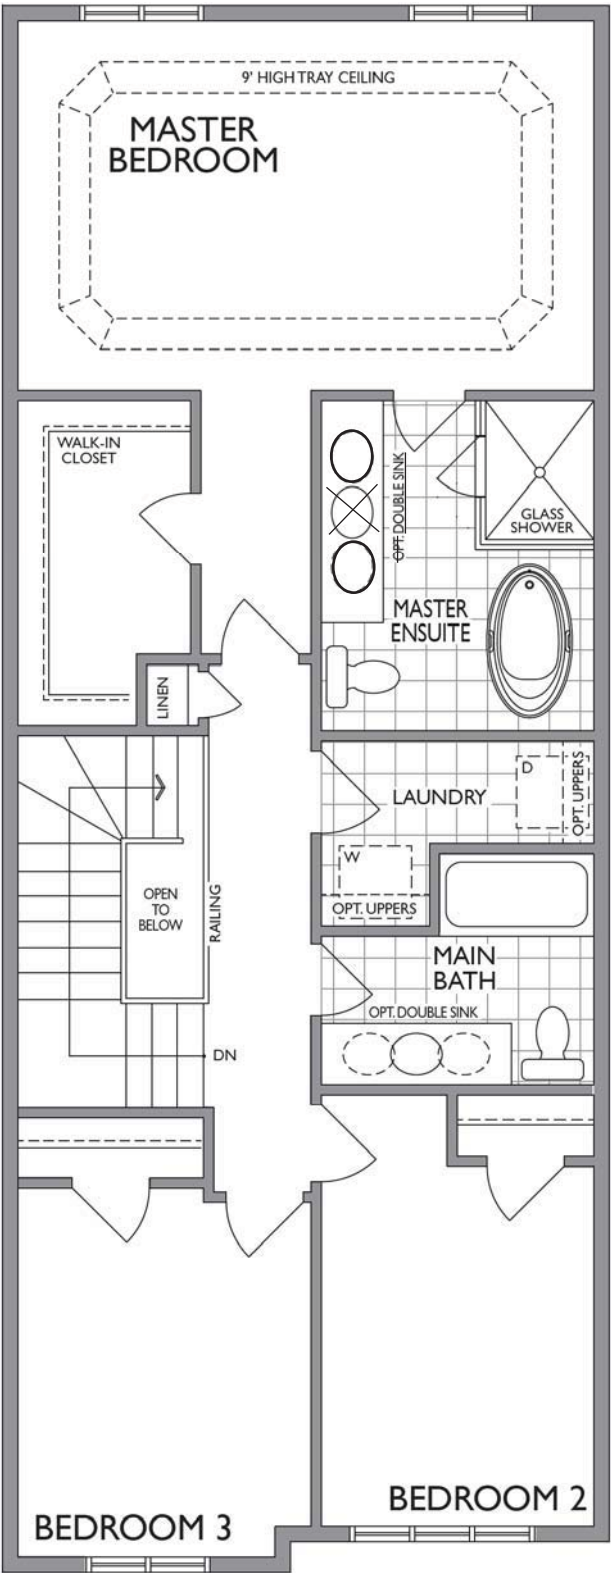 9' HIGH TRAY CEILING
MASTER
BEDROOM
WALK-IN
CLOSET
OPT. DOUBLE SINK
GLASS
SHOWER
MASTER
ENSUITE
LINEN
LAUNDRY
D
OPT. UPPERS
W
OPT. UPPERS
OPEN
TO
BELOW
RAILING
MAIN
BATH
OPT. DOUBLE SINK
DN
BEDROOM 2
BEDROOM 3